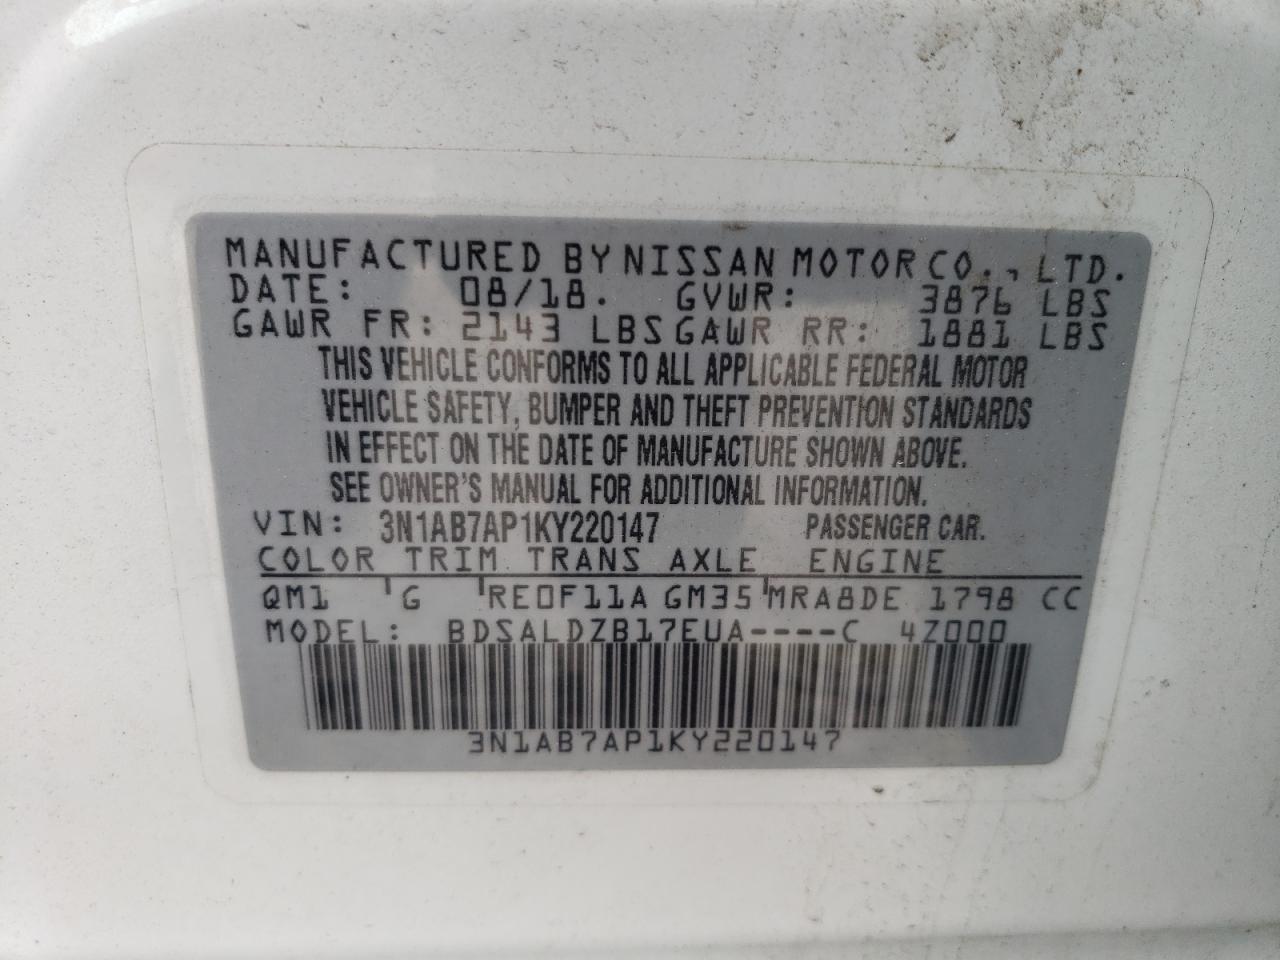 MANUFACTURED BY NISSAN MOTOR CO., LTD.
DATE: 08/18. GVWR: 3876 LBS
GAWR FR: 2143 LBS GAWR RR: 1881 LBS
THIS VEHICLE CONFORMS TO ALL APPLICABLE FEDERAL MOTOR
VEHICLE SAFETY, BUMPER AND THEFT PREVENTION STANDARDS
IN EFFECT ON THE DATE OF MANUFACTURE SHOWN ABOVE.
SEE OWNER'S MANUAL FOR ADDITIONAL INFORMATION.
VIN: 3N1AB7AP1KY220147 PASSENGER CAR.
COLOR TRIM TRANS AXLE ENGINE
QM1 G RE0F11A GM35 MRA8DE 1798 CC
MODEL: BDSALDZB17EUA----C 4Z000
3N1AB7AP1KY220147